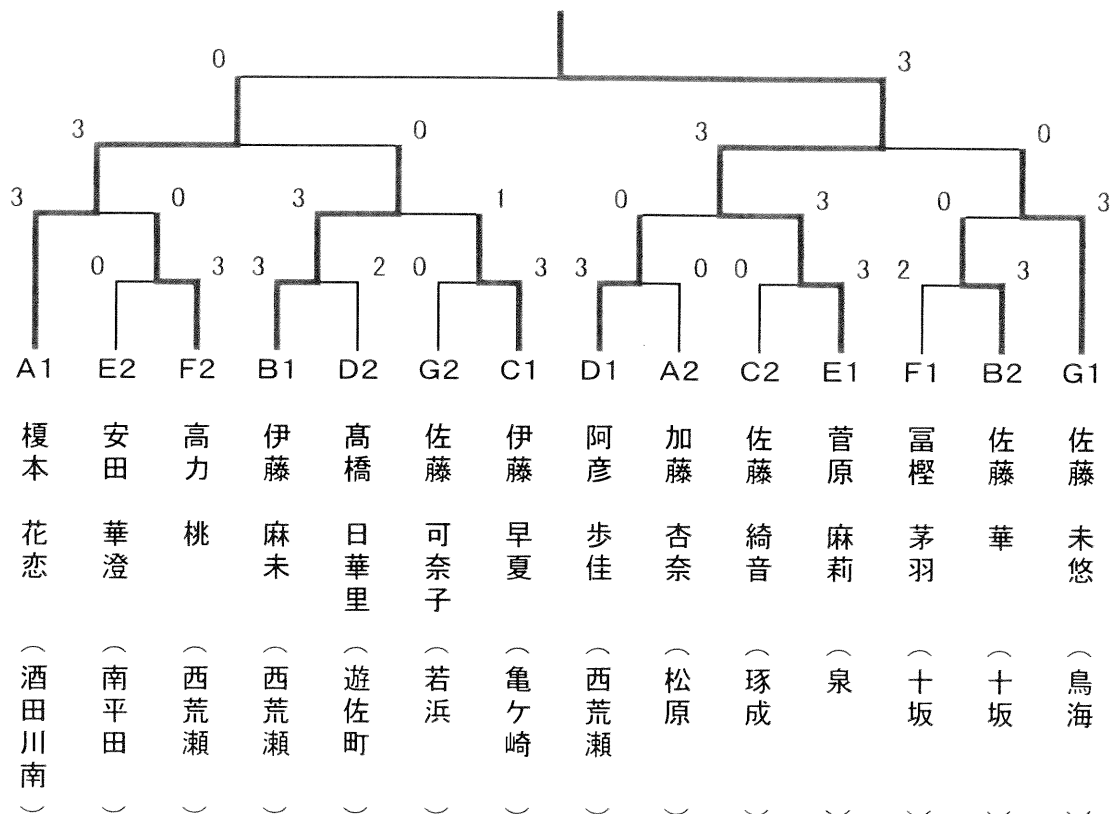 0 3
3 0 3 0
3 0 3 1 0 3 0 3
0 3 3 2 0 3 3 0 0 3 2 3
A1 E2 F2 B1 D2 G2 C1 D1 A2 C2 E1 F1 B2 G1
榎本 花恋 (酒田川南)
安田 華澄 (南平田)
高力 桃 (西荒瀬)
伊藤 麻未 (西荒瀬)
髙橋 日華里 (遊佐町)
佐藤 可奈子 (若浜)
伊藤 早夏 (亀ケ崎)
阿彦 歩佳 (西荒瀬)
加藤 杏奈 (松原)
佐藤 綺音 (琢成)
菅原 麻莉 (泉)
冨樫 茅羽 (十坂)
佐藤 華 (十坂)
佐藤 未悠 (鳥海)